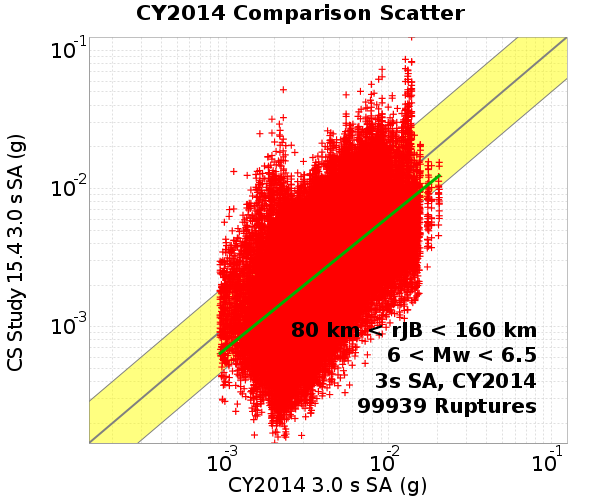 CY2014 Comparison Scatter
CS Study 15.4 3.0 s SA (g)
10-1
10-2
10-3
80 km < rJB < 160 km
6 < Mw < 6.5
3s SA, CY2014
99939 Ruptures
10-3 10-2 10-1
CY2014 3.0 s SA (g)